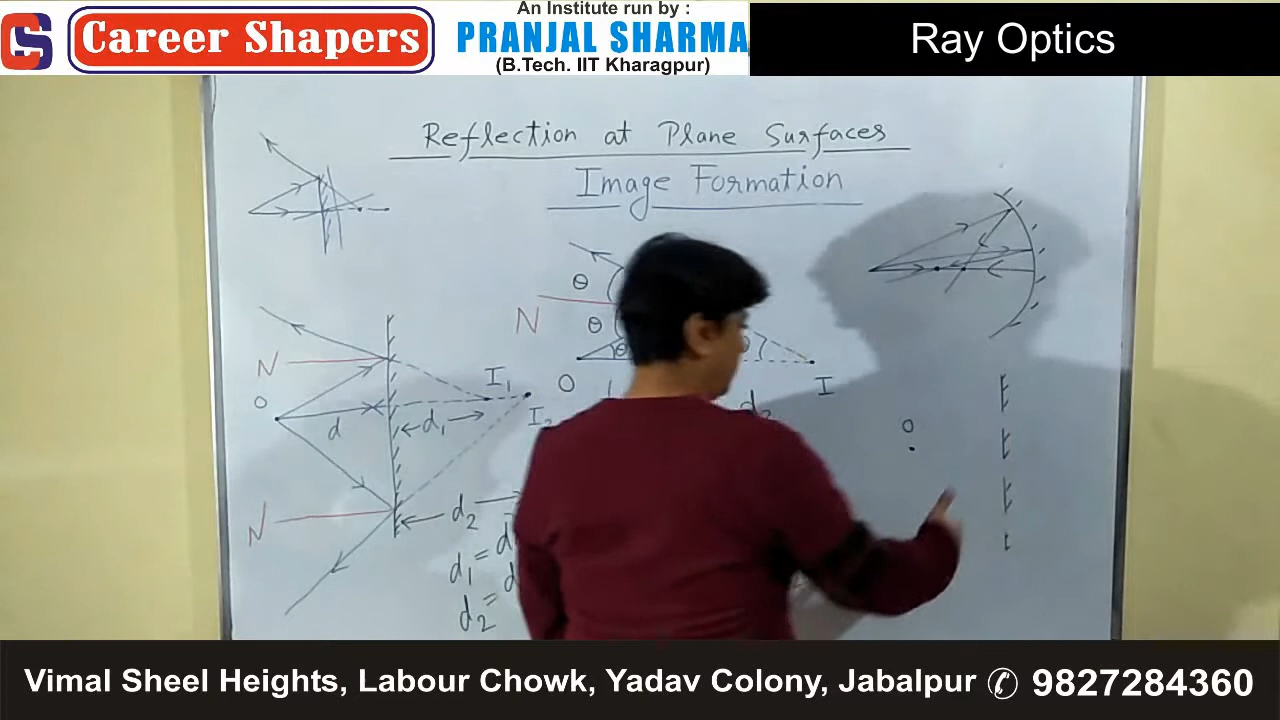 CS Career Shapers
An Institute run by :
PRANJAL SHARMA
(B.Tech. IIT Kharagpur)
Ray Optics
Reflection at Plane Surfaces
Image Formation
θ
N
θ
θ
O
I
d2
N
O
d
I1
d1
I2
N
d2
d1 = d
d2 = d
O
Vimal Sheel Heights, Labour Chowk, Yadav Colony, Jabalpur 9827284360